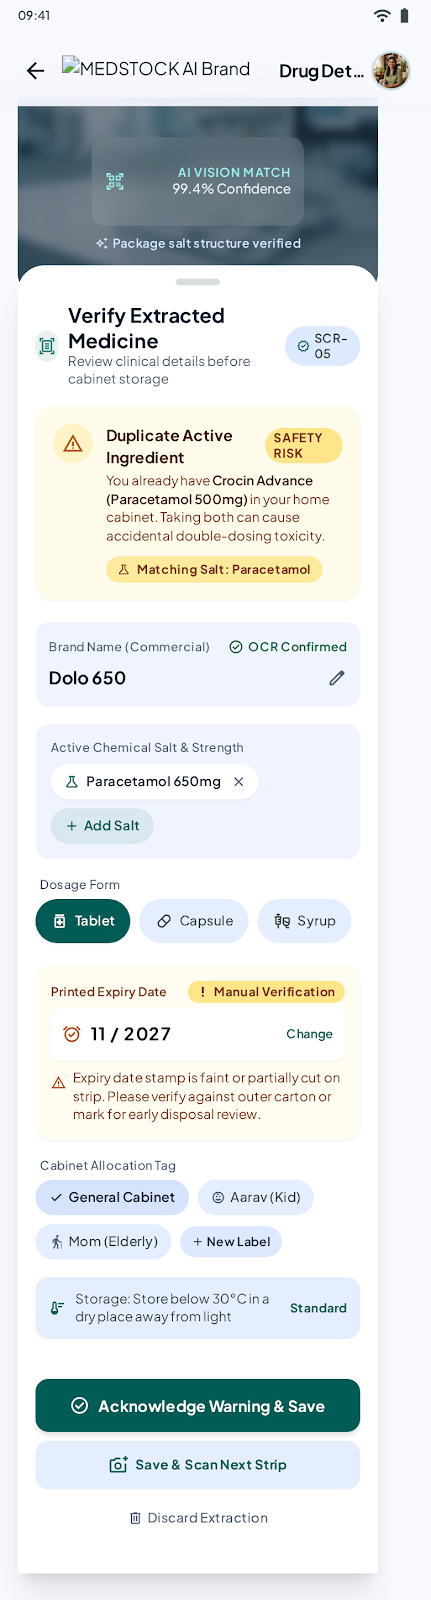 09:41
MEDSTOCK AI Brand
Drug Det...
AI VISION MATCH
99.4% Confidence
Package salt structure verified
Verify Extracted
Medicine
Review clinical details before
cabinet storage
SCR-
05
Duplicate Active
Ingredient
SAFETY
RISK
You already have Crocin Advance
(Paracetamol 500mg) in your home
cabinet. Taking both can cause
accidental double-dosing toxicity.
Matching Salt: Paracetamol
Brand Name (Commercial)
OCR Confirmed
Dolo 650
Active Chemical Salt & Strength
Paracetamol 650mg
+ Add Salt
Dosage Form
Tablet
Capsule
Syrup
Printed Expiry Date
! Manual Verification
11 / 2027
Change
Expiry date stamp is faint or partially cut on
strip. Please verify against outer carton or
mark for early disposal review.
Cabinet Allocation Tag
General Cabinet
Aarav (Kid)
Mom (Elderly)
+ New Label
Storage: Store below 30°C in a
dry place away from light
Standard
Acknowledge Warning & Save
Save & Scan Next Strip
Discard Extraction